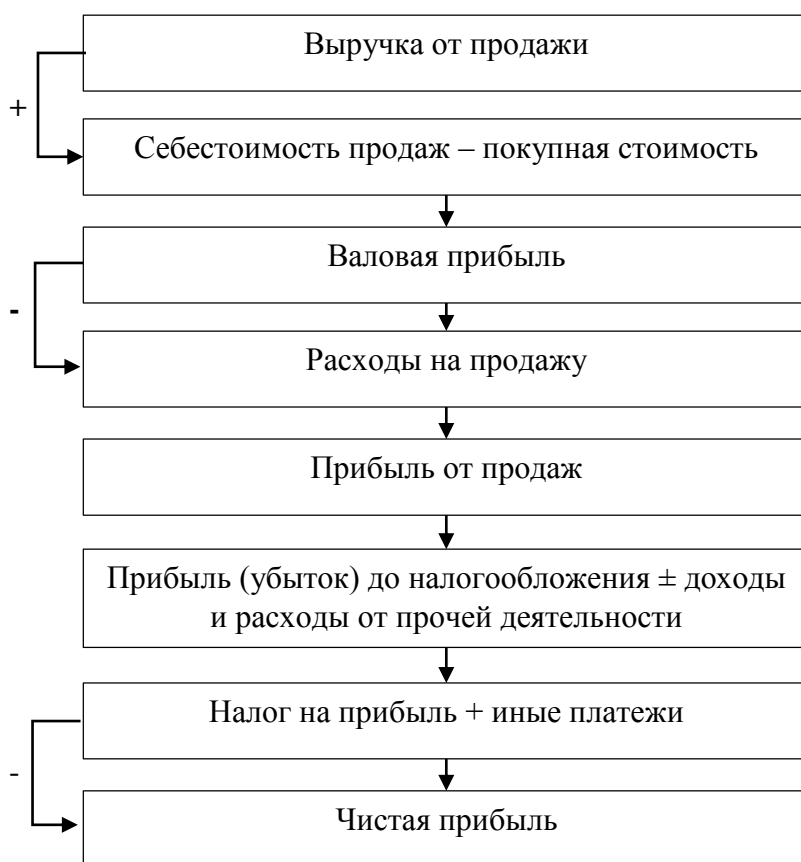 Выручка от продажи
+
Себестоимость продаж – покупная стоимость
Валовая прибыль
-
Расходы на продажу
Прибыль от продаж
Прибыль (убыток) до налогообложения ± доходы
и расходы от прочей деятельности
Налог на прибыль + иные платежи
-
Чистая прибыль